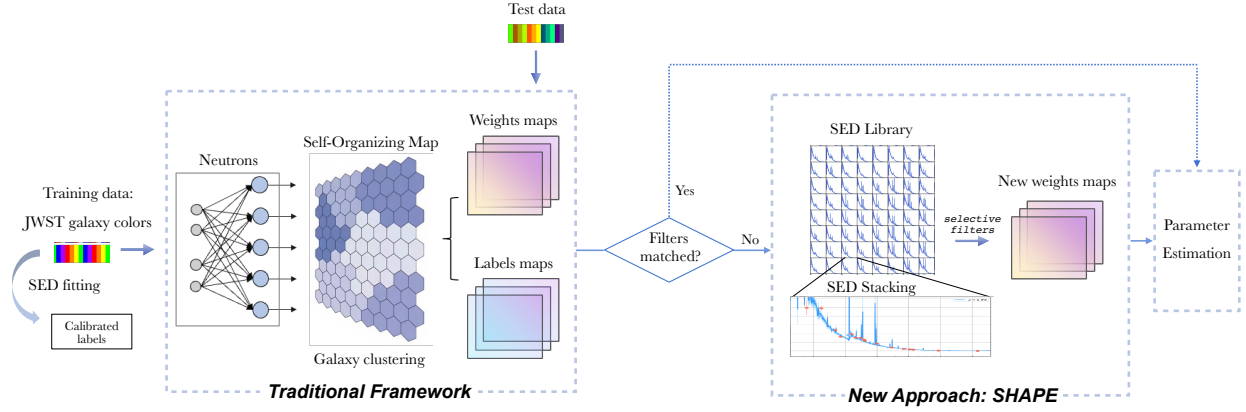 Test data
Training data:
JWST galaxy colors
SED fitting
Calibrated
labels
Neutrons
Self-Organizing Map
Galaxy clustering
Weights maps
Labels maps
Traditional Framework
Filters
matched?
Yes
No
SED Library
SED Stacking
selective
filters
New weights maps
New Approach: SHAPE
Parameter
Estimation